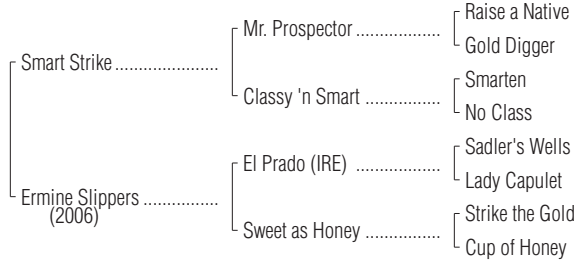 Raise a Native
Mr. Prospector ..................
Gold Digger
Smart Strike ......................
Smarten
Classy 'n Smart ................
No Class
Sadler's Wells
El Prado (IRE) ..................
Lady Capulet
Ermine Slippers ................
(2006)
Strike the Gold
Sweet as Honey ................
Cup of Honey